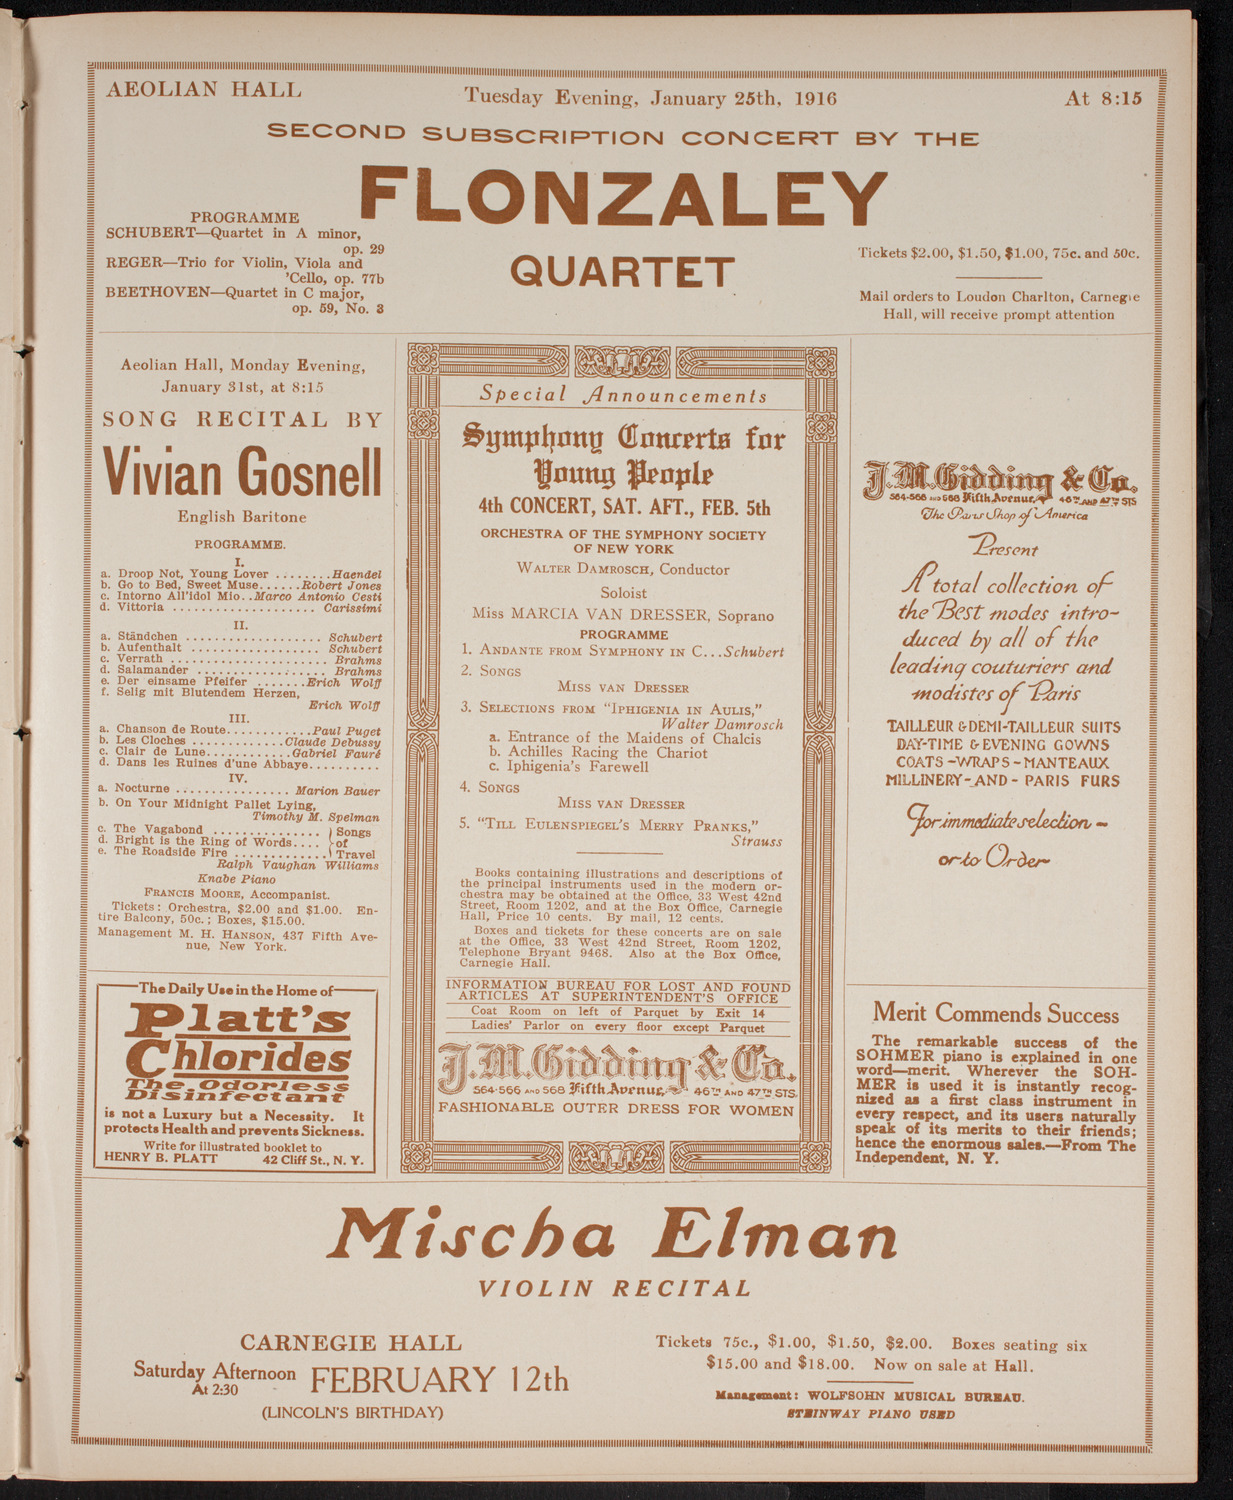 AEOLIAN HALL
Tuesday Evening, January 25th, 1916
At 8:15
SECOND SUBSCRIPTION CONCERT BY THE
FLONZALEY
QUARTET
PROGRAMME
SCHUBERT—Quartet in A minor,
op. 29
REGER—Trio for Violin, Viola and
'Cello, op. 77b
BEETHOVEN—Quartet in C major,
op. 59, No. 3
Tickets $2.00, $1.50, $1.00, 75c. and 50c.
Mail orders to Loudon Charlton, Carnegie
Hall, will receive prompt attention
Aeolian Hall, Monday Evening,
January 31st, at 8:15
SONG RECITAL BY
Vivian Gosnell
English Baritone
PROGRAMME.
I.
a. Droop Not, Young Lover ........Haendel
b. Go to Bed, Sweet Muse......Robert Jones
c. Intorno All'idol Mio..Marco Antonio Cesti
d. Vittoria .................... Carissimi
II.
a. Ständchen ................... Schubert
b. Aufenthalt .................. Schubert
c. Verrath ...................... Brahms
d. Salamander ................... Brahms
e. Der einsame Pfeifer .......Erich Wolff
f. Selig mit Blutendem Herzen,
Erich Wolff
III.
a. Chanson de Route............Paul Puget
b. Les Cloches .............Claude Debussy
c. Clair de Lune............Gabriel Fauré
d. Dans les Ruines d'une Abbaye..........
IV.
a. Nocturne ................ Marion Bauer
b. On Your Midnight Pallet Lying,
Timothy M. Spelman
c. The Vagabond .............. } Songs
d. Bright is the Ring of Words.... } of
e. The Roadside Fire ............ } Travel
Ralph Vaughan Williams
Knabe Piano
FRANCIS MOORE, Accompanist.
Tickets: Orchestra, $2.00 and $1.00. En-
tire Balcony, 50c.; Boxes, $15.00.
Management M. H. HANSON, 437 Fifth Ave-
nue, New York.
The Daily Use in the Home of
Platt's
Chlorides
The Odorless
Disinfectant
is not a Luxury but a Necessity. It
protects Health and prevents Sickness.
Write for illustrated booklet to
HENRY B. PLATT 42 Cliff St., N. Y.
Special Announcements
Symphony Concerts for
Young People
4th CONCERT, SAT. AFT., FEB. 5th
ORCHESTRA OF THE SYMPHONY SOCIETY
OF NEW YORK
WALTER DAMROSCH, Conductor
Soloist
Miss MARCIA VAN DRESSER, Soprano
PROGRAMME
1. ANDANTE FROM SYMPHONY IN C...Schubert
2. SONGS
MISS VAN DRESSER
3. SELECTIONS FROM "IPHIGENIA IN AULIS,"
Walter Damrosch
a. Entrance of the Maidens of Chalcis
b. Achilles Racing the Chariot
c. Iphigenia's Farewell
4. SONGS
MISS VAN DRESSER
5. "TILL EULENSPIEGEL'S MERRY PRANKS,"
Strauss
Books containing illustrations and descriptions of
the principal instruments used in the modern or-
chestra may be obtained at the Office, 33 West 42nd
Street, Room 1202, and at the Box Office, Carnegie
Hall, Price 10 cents. By mail, 12 cents.
Boxes and tickets for these concerts are on sale
at the Office, 33 West 42nd Street, Room 1202,
Telephone Bryant 9468. Also at the Box Office,
Carnegie Hall.
INFORMATION BUREAU FOR LOST AND FOUND
ARTICLES AT SUPERINTENDENT'S OFFICE
Coat Room on left of Parquet by Exit 14
Ladies' Parlor on every floor except Parquet
J.M. Gidding & Co.
564-566 AND 568 Fifth Avenue, 46TH AND 47TH STS.
FASHIONABLE OUTER DRESS FOR WOMEN
J.M. Gidding & Co.
564-566 AND 568 Fifth Avenue, 46TH AND 47TH STS
The Paris Shop of America
Present
A total collection of
the Best modes intro-
duced by all of the
leading couturiers and
modistes of Paris
TAILLEUR & DEMI-TAILLEUR SUITS
DAY-TIME & EVENING GOWNS
COATS - WRAPS - MANTEAUX
MILLINERY - AND - PARIS FURS
For immediate selection -
or to Order
Merit Commends Success
The remarkable success of the
SOHMER piano is explained in one
word—merit. Wherever the SOH-
MER is used it is instantly recog-
nized as a first class instrument in
every respect, and its users naturally
speak of its merits to their friends;
hence the enormous sales.—From The
Independent, N. Y.
Mischa Elman
VIOLIN RECITAL
CARNEGIE HALL
Saturday Afternoon
At 2:30
FEBRUARY 12th
(LINCOLN'S BIRTHDAY)
Tickets 75c., $1.00, $1.50, $2.00. Boxes seating six
$15.00 and $18.00. Now on sale at Hall.
Management: WOLFSOHN MUSICAL BUREAU.
STEINWAY PIANO USED